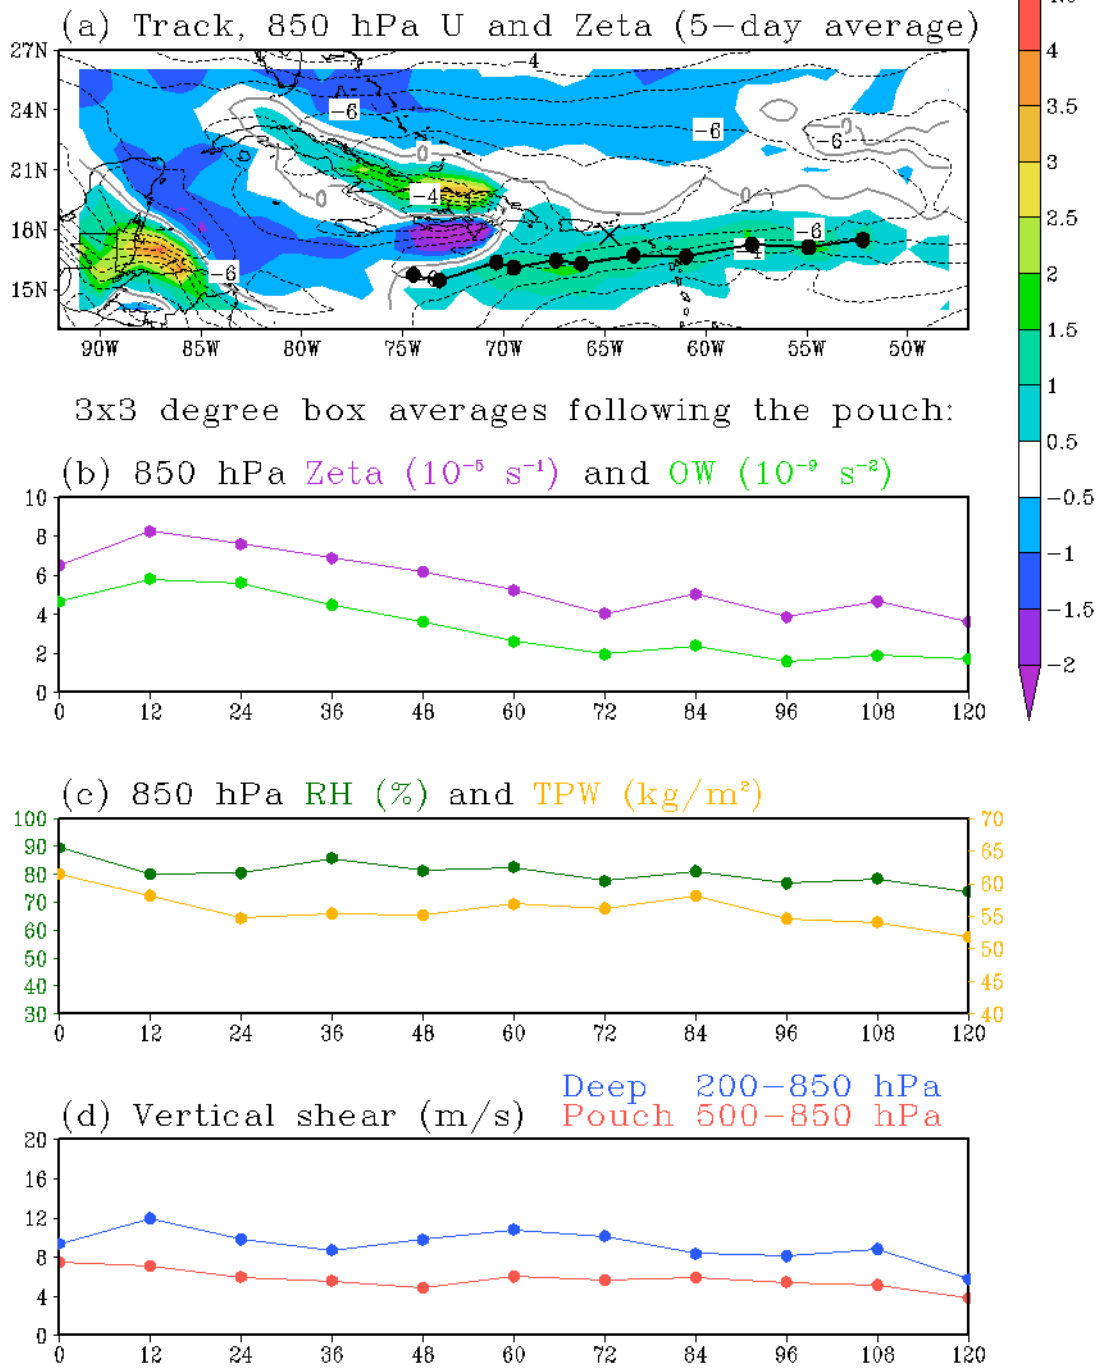 (a) Track, 850 hPa U and Zeta (5−day average)
27N
24N
21N
18N
15N
-4
-6
-6
-6
0
0
0
0
-4
-6
-6
90W 85W 80W 75W 70W 65W 60W 55W 50W
4
3.5
3
2.5
2
1.5
1
0.5
−0.5
−1
−1.5
−2
3x3 degree box averages following the pouch:
(b) 850 hPa Zeta (10⁻⁵ s⁻¹) and OW (10⁻⁹ s⁻²)
10
8
6
4
2
0
0 12 24 36 48 60 72 84 96 108 120
(c) 850 hPa RH (%) and TPW (kg/m²)
100 70
90 65
80 60
70 55
60 50
50 45
40 40
30
0 12 24 36 48 60 72 84 96 108 120
Deep 200−850 hPa
(d) Vertical shear (m/s) Pouch 500−850 hPa
20
16
12
8
4
0
0 12 24 36 48 60 72 84 96 108 120